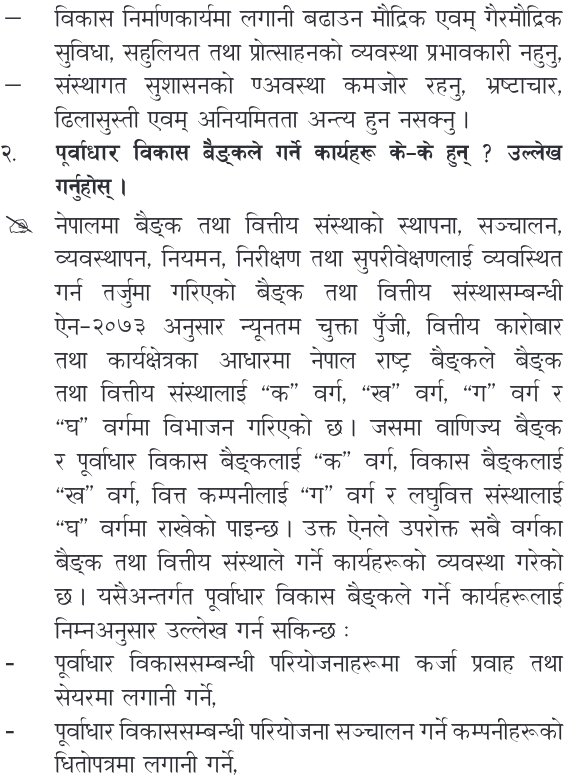 — विकास निर्माणकार्यमा लगानी बढाउन मौद्रिक एवम् गैरमौद्रिक
सुविधा, सहुलियत तथा प्रोत्साहनको व्यवस्था प्रभावकारी नहुनु,
— संस्थागत सुशासनको ण्अवस्था कमजोर रहनु, भ्रष्टाचार,
ढिलासुस्ती एवम् अनियमितता अन्त्य हुन नसक्नु ।
२. पूर्वाधार विकास बैङ्कले गर्ने कार्यहरू के–के हुन् ? उल्लेख
गर्नुहोस् ।
नेपालमा बैङ्क तथा वित्तीय संस्थाको स्थापना, सञ्चालन,
व्यवस्थापन, नियमन, निरीक्षण तथा सुपरीवेक्षणलाई व्यवस्थित
गर्न तर्जुमा गरिएको बैङ्क तथा वित्तीय संस्थासम्बन्धी
ऐन–२०७३ अनुसार न्यूनतम चुक्ता पुँजी, वित्तीय कारोबार
तथा कार्यक्षेत्रका आधारमा नेपाल राष्ट्र बैङ्कले बैङ्क
तथा वित्तीय संस्थालाई “क” वर्ग, “ख” वर्ग, “ग” वर्ग र
“घ” वर्गमा विभाजन गरिएको छ । जसमा वाणिज्य बैङ्क
र पूर्वाधार विकास बैङ्कलाई “क” वर्ग, विकास बैङ्कलाई
“ख” वर्ग, वित्त कम्पनीलाई “ग” वर्ग र लघुवित्त संस्थालाई
“घ” वर्गमा राखेको पाइन्छ । उक्त ऐनले उपरोक्त सबै वर्गका
बैङ्क तथा वित्तीय संस्थाले गर्ने कार्यहरूको व्यवस्था गरेको
छ । यसैअन्तर्गत पूर्वाधार विकास बैङ्कले गर्ने कार्यहरूलाई
निम्नअनुसार उल्लेख गर्न सकिन्छ :
- पूर्वाधार विकाससम्बन्धी परियोजनाहरूमा कर्जा प्रवाह तथा
सेयरमा लगानी गर्ने,
- पूर्वाधार विकाससम्बन्धी परियोजना सञ्चालन गर्ने कम्पनीहरूको
धितोपत्रमा लगानी गर्ने,